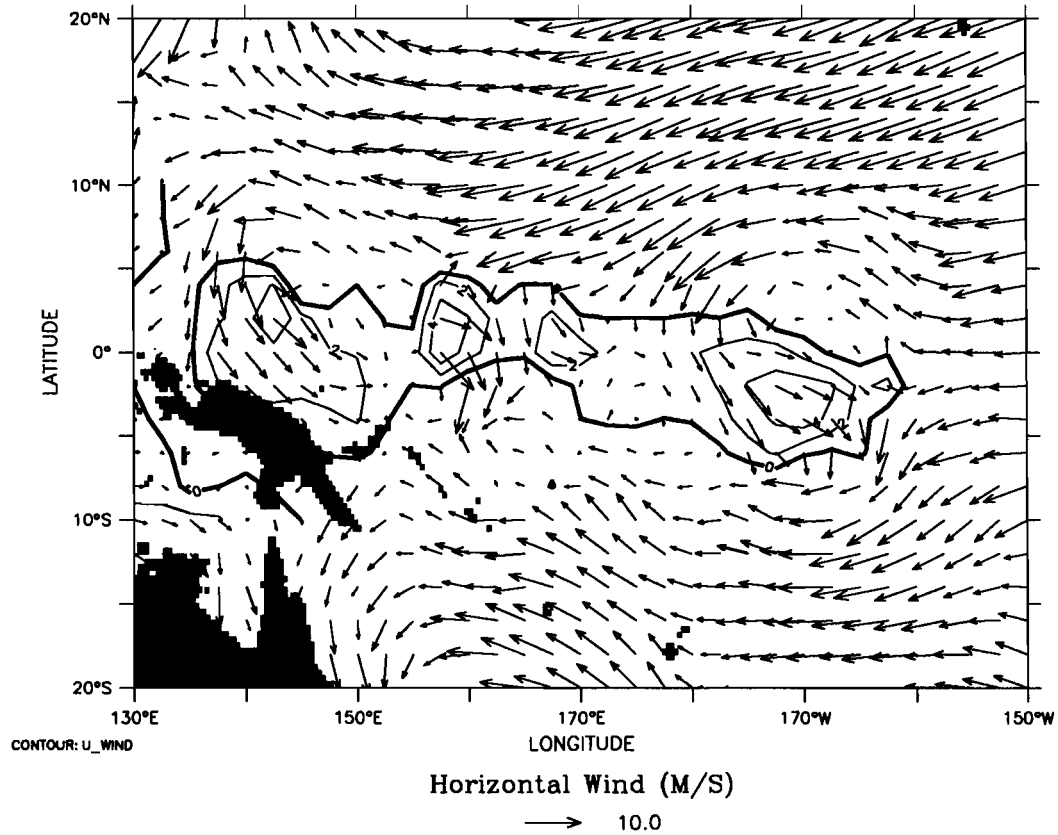 20°N
10°N
0°
10°S
20°S
LATITUDE
2
2
2
0
0
130°E 150°E 170°E 170°W 150°W
CONTOUR: U_WIND
LONGITUDE
Horizontal Wind (M/S)
10.0